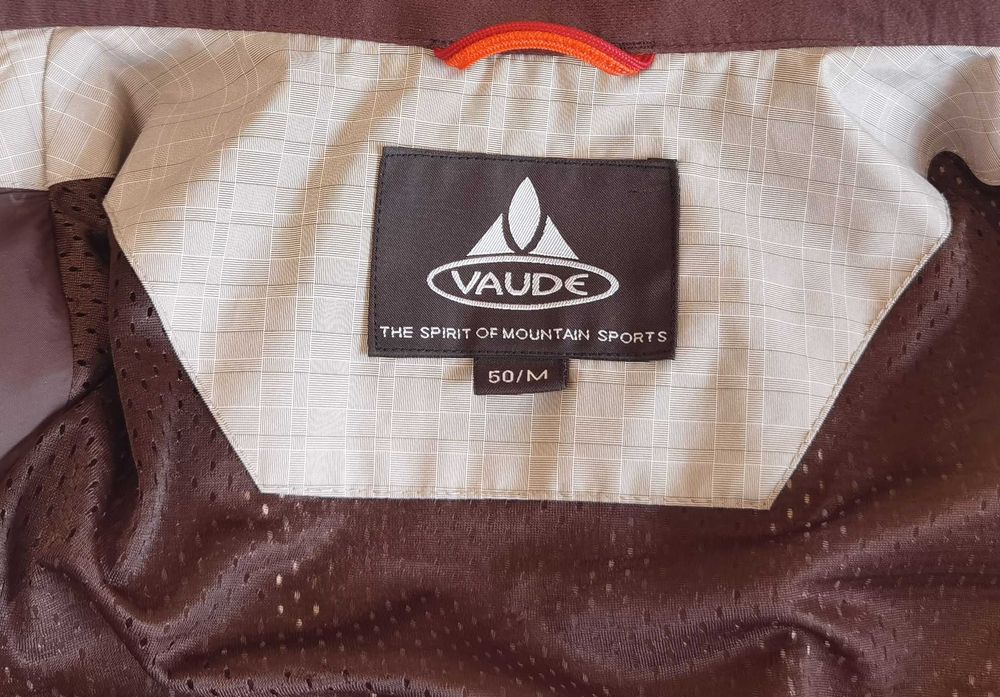 VAUDE
THE SPIRIT OF MOUNTAIN SPORTS
50/M